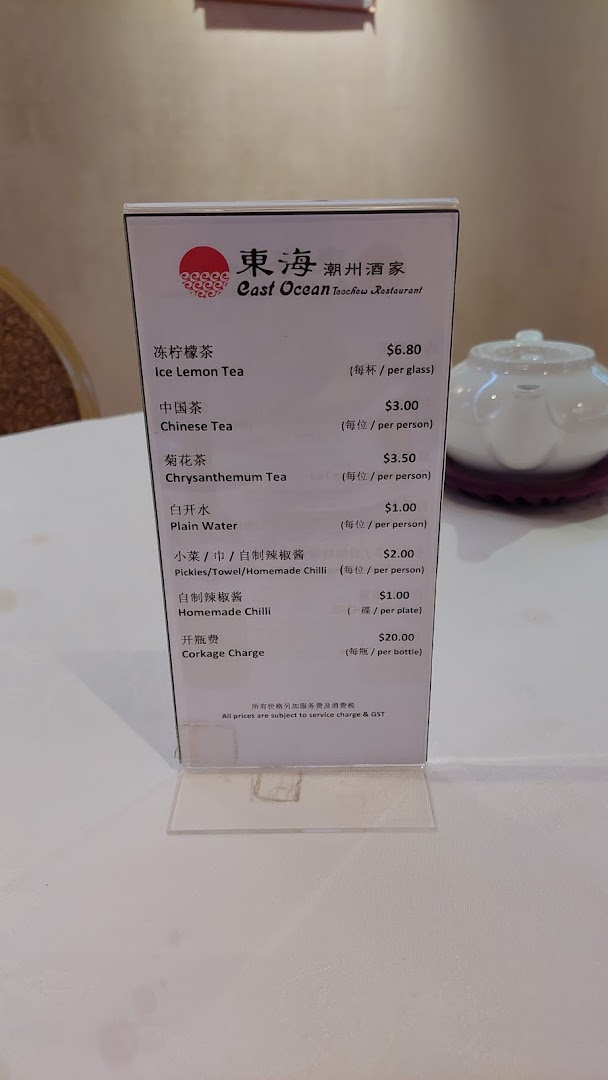 東海 潮州酒家
East Ocean Teochew Restaurant
冻柠檬茶 $6.80
Ice Lemon Tea (每杯 / per glass)
中国茶 $3.00
Chinese Tea (每位 / per person)
菊花茶 $3.50
Chrysanthemum Tea (每位 / per person)
白开水 $1.00
Plain Water (每位 / per person)
小菜 / 巾 / 自制辣椒酱 $2.00
Pickles/Towel/Homemade Chilli (每位 / per person)
自制辣椒酱 $1.00
Homemade Chilli (一碟 / per plate)
开瓶费 $20.00
Corkage Charge (每瓶 / per bottle)
所有价格另加服务费及消费税
All prices are subject to service charge & GST